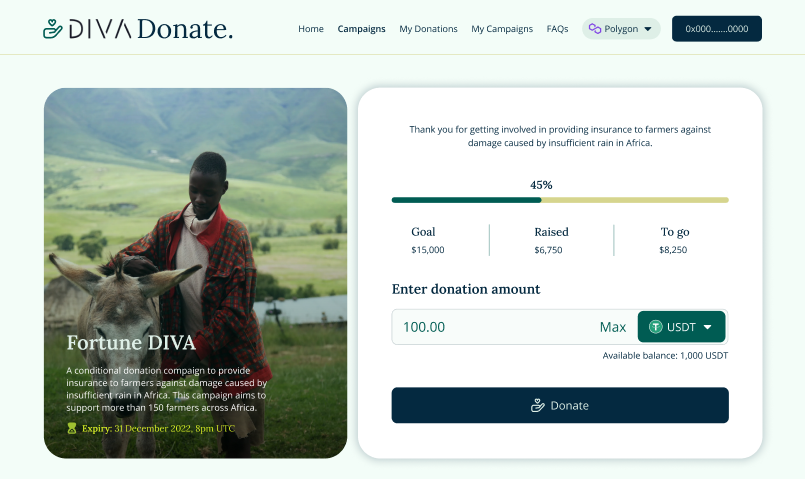 DIVA Donate.
Home Campaigns My Donations My Campaigns FAQs Polygon 0x000.......0000
Fortune DIVA
A conditional donation compaign to provide
insurance to farmers against damage caused by
insufficient rain in Africa. This campaign aims to
support more than 150 farmers across Africa.
Expiry: 31 December 2022, 8pm UTC
Thank you for getting involved in providing insurance to farmers against
damage caused by insufficient rain in Africa.
45%
Goal Raised To go
$15,000 $6,750 $8,250
Enter donation amount
100.00 Max USDT
Available balance: 1,000 USDT
Donate